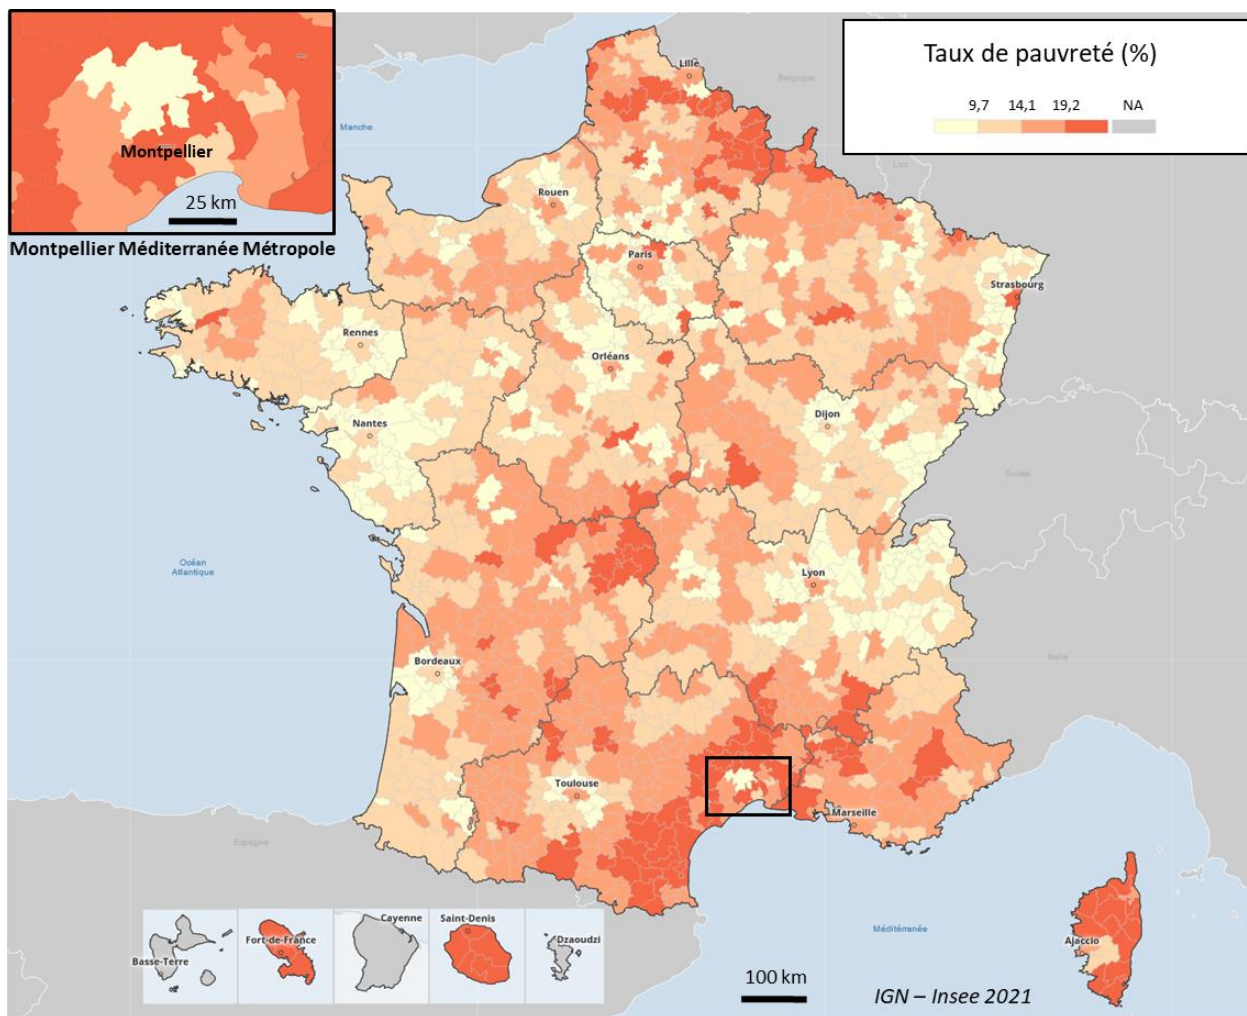 Taux de pauvreté (%)
9,7 14,1 19,2 NA
Montpellier
25 km
Montpellier Méditerranée Métropole
Manche
Belgique
Lux
Lille
Rouen
Paris
Strasbourg
Rennes
Orléans
Nantes
Dijon
Suisse
Océan
Atlantique
Lyon
Bordeaux
Italie
Toulouse
Marseille
Espagne
Méditerranée
Ajaccio
Basse-Terre
Fort-de-France
Cayenne
Saint-Denis
Dzaoudzi
100 km
IGN – Insee 2021